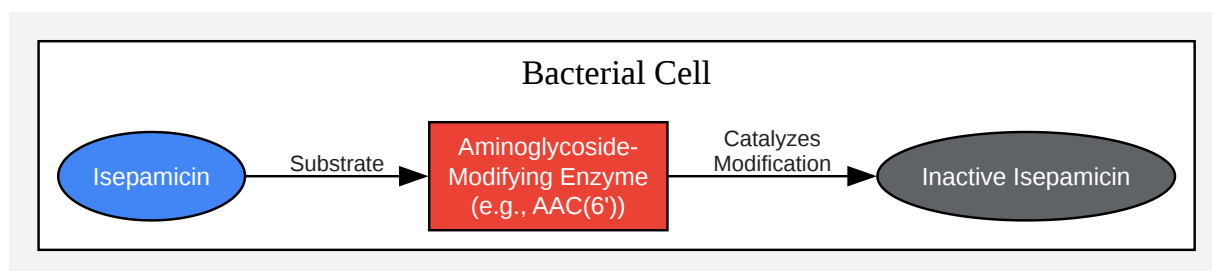 Bacterial Cell
Isepamicin
Substrate
Aminoglycoside-
Modifying Enzyme
(e.g., AAC(6'))
Catalyzes
Modification
Inactive Isepamicin